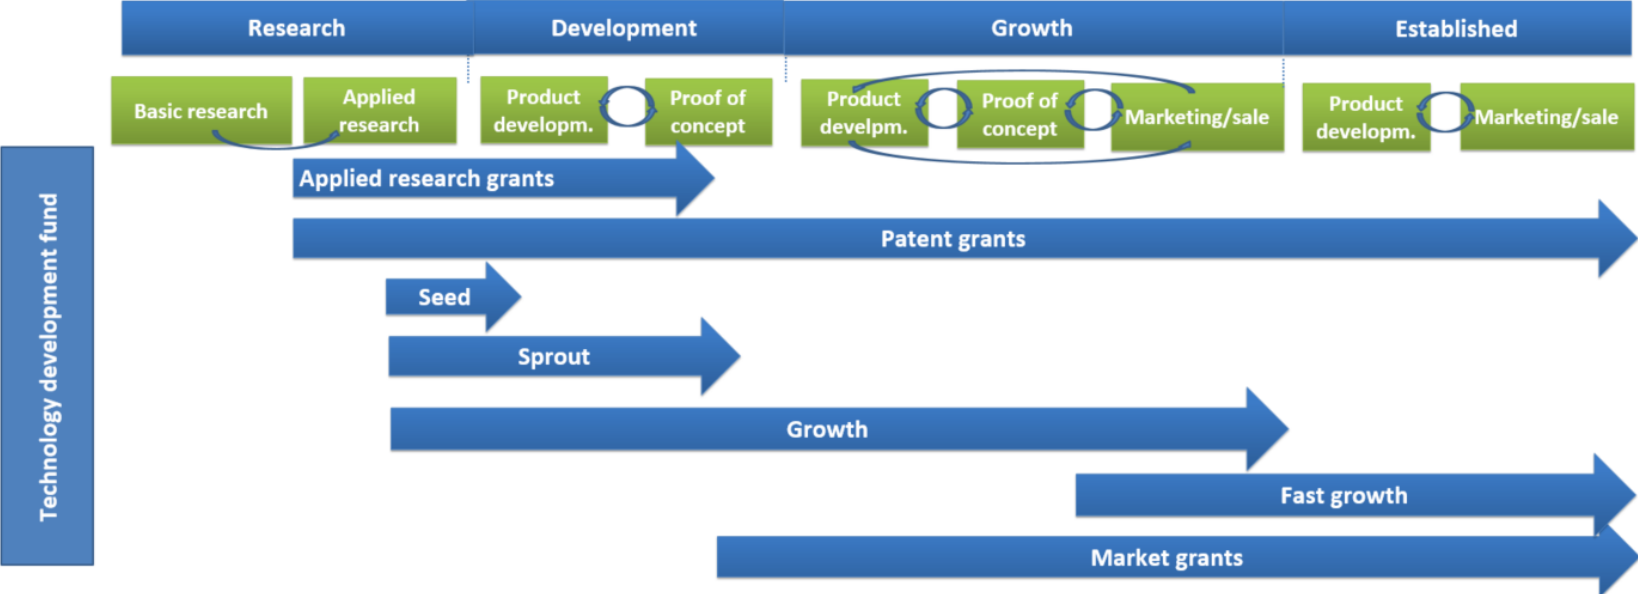 Research
Development
Growth
Established
Basic research
Applied
research
Product
developm.
Proof of
concept
Product
develpm.
Proof of
concept
Marketing/sale
Product
developm.
Marketing/sale
Technology development fund
Applied research grants
Patent grants
Seed
Sprout
Growth
Fast growth
Market grants